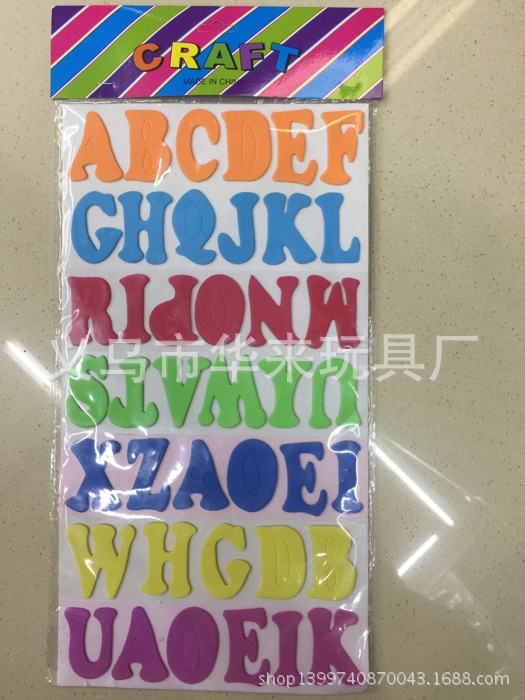 CRAFT
MADE IN CHINA
ABCDEF
GHQJKL
RIPONM
义乌市华来玩具厂
STVWYU
XZAOEI
WHGDB
UAOEIK
shop1399740870043.1688.com